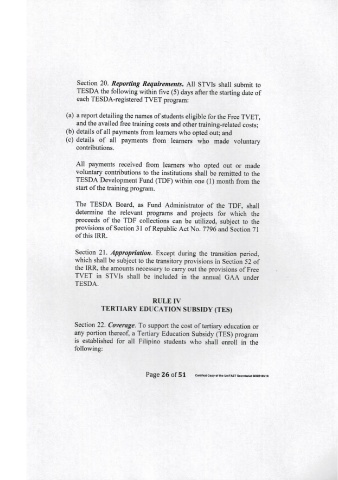 Section 20. Reporting Requirements. All STVIs shall submit to
TESDA the following within five (5) days after the starting date of
each TESDA-registered TVET program:
(a) a report detailing the names of students eligible for the Free TVET,
and the availed free training costs and other training-related costs;
(b) details of all payments from learners who opted out; and
(c) details of all payments from learners who made voluntary
contributions.
All payments received from learners who opted out or made
voluntary contributions to the institutions shall be remitted to the
TESDA Development Fund (TDF) within one (1) month from the
start of the training program.
The TESDA Board, as Fund Administrator of the TDF, shall
determine the relevant programs and projects for which the
proceeds of the TDF collections can be utilized, subject to the
provisions of Section 31 of Republic Act No. 7796 and Section 71
of this IRR.
Section 21. Appropriation. Except during the transition period,
which shall be subject to the transitory provisions in Section 52 of
the IRR, the amounts necessary to carry out the provisions of Free
TVET in STVIs shall be included in the annual GAA under
TESDA.
RULE IV
TERTIARY EDUCATION SUBSIDY (TES)
Section 22. Coverage. To support the cost of tertiary education or
any portion thereof, a Tertiary Education Subsidy (TES) program
is established for all Filipino students who shall enroll in the
following:
Page 26 of 51 Certified Copy of the UniFAST Secretariat